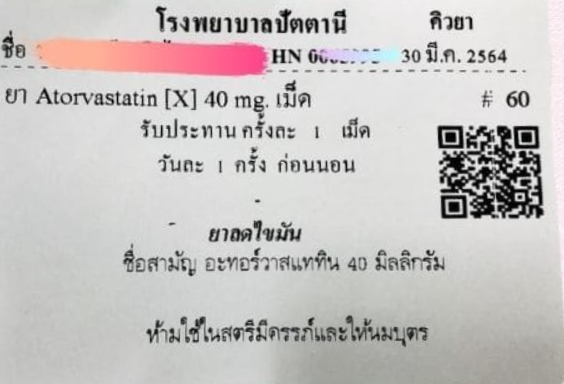 โรงพยาบาลปัตตานี คิวยา
ชื่อ HN 30 มี.ค. 2564
ยา Atorvastatin [X] 40 mg. เม็ด # 60
รับประทาน ครั้งละ 1 เม็ด
วันละ 1 ครั้ง ก่อนนอน
ยาลดไขมัน
ชื่อสามัญ อะทอร์วาสแททิน 40 มิลลิกรัม
ห้ามใช้ในสตรีมีครรภ์และให้นมบุตร